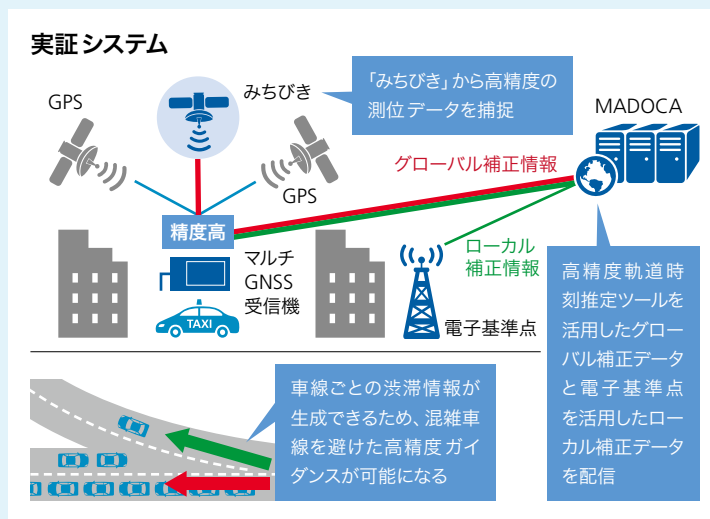 実証システム
GPS
みちびき
「みちびき」から高精度の
測位データを捕捉
MADOCA
GPS
グローバル補正情報
精度高
マルチ
GNSS
受信機
TAXI
ローカル
補正情報
電子基準点
高精度軌道時
刻推定ツールを
活用したグロー
バル補正データ
と電子基準点
を活用したロー
カル補正データ
を配信
車線ごとの渋滞情報が
生成できるため、混雑車
線を避けた高精度ガイ
ダンスが可能になる